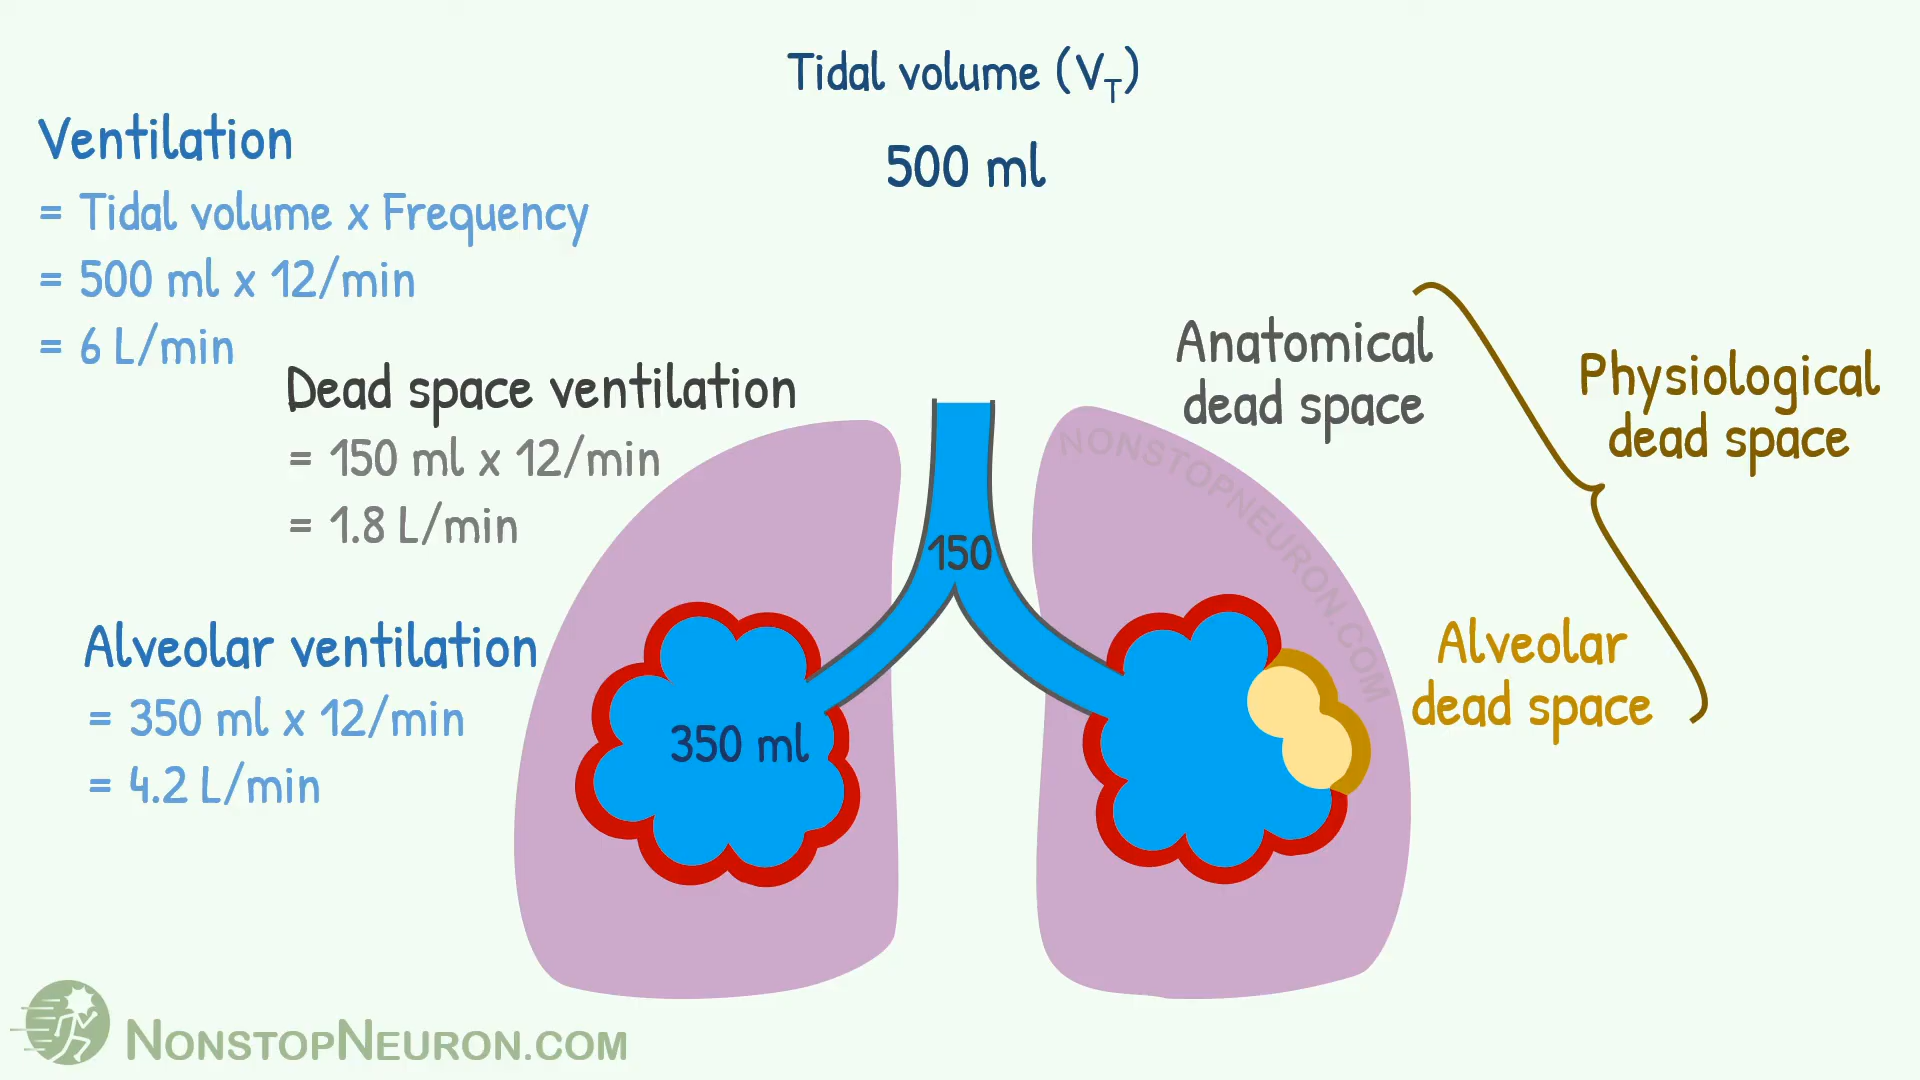 Tidal volume (V_T)
500 ml
Ventilation
= Tidal volume x Frequency
= 500 ml x 12/min
= 6 L/min
Dead space ventilation
= 150 ml x 12/min
= 1.8 L/min
Alveolar ventilation
= 350 ml x 12/min
= 4.2 L/min
150
350 ml
Anatomical
dead space
Physiological
dead space
Alveolar
dead space
NONSTOPNEURON.COM
NONSTOPNEURON.COM